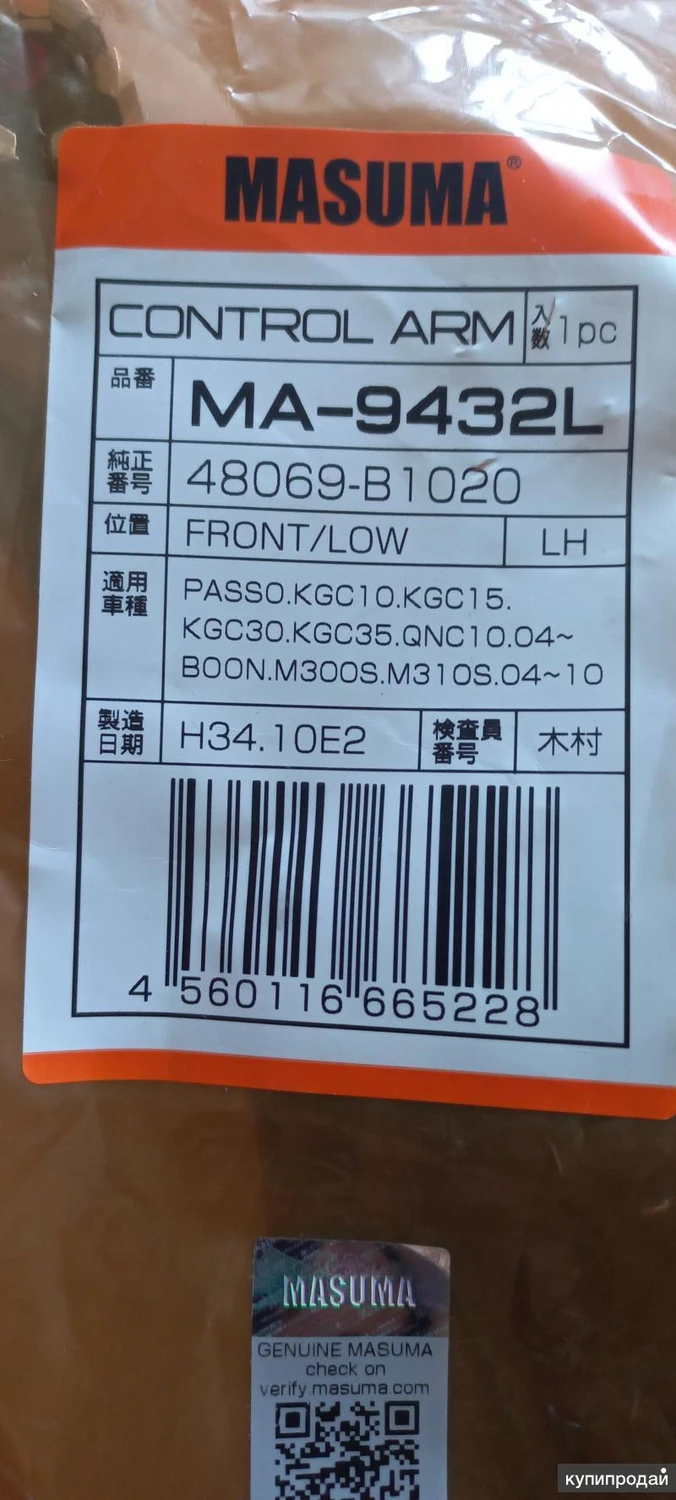 MASUMA®
CONTROL ARM 入数 1pc
品番 MA-9432L
純正番号 48069-B1020
位置 FRONT/LOW LH
適用車種 PASSO.KGC10.KGC15.
KGC30.KGC35.QNC10.04~
BOON.M300S.M310S.04~10
製造日期 H34.10E2 検査員番号 木村
4 560116 665228
MASUMA
GENUINE MASUMA
check on
verify.masuma.com
купипродай